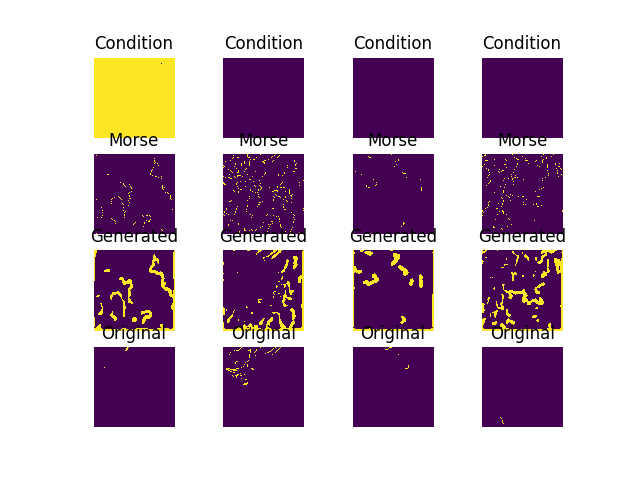 Condition Condition Condition Condition
Morse Morse Morse Morse
Generated Generated Generated Generated
Original Original Original Original